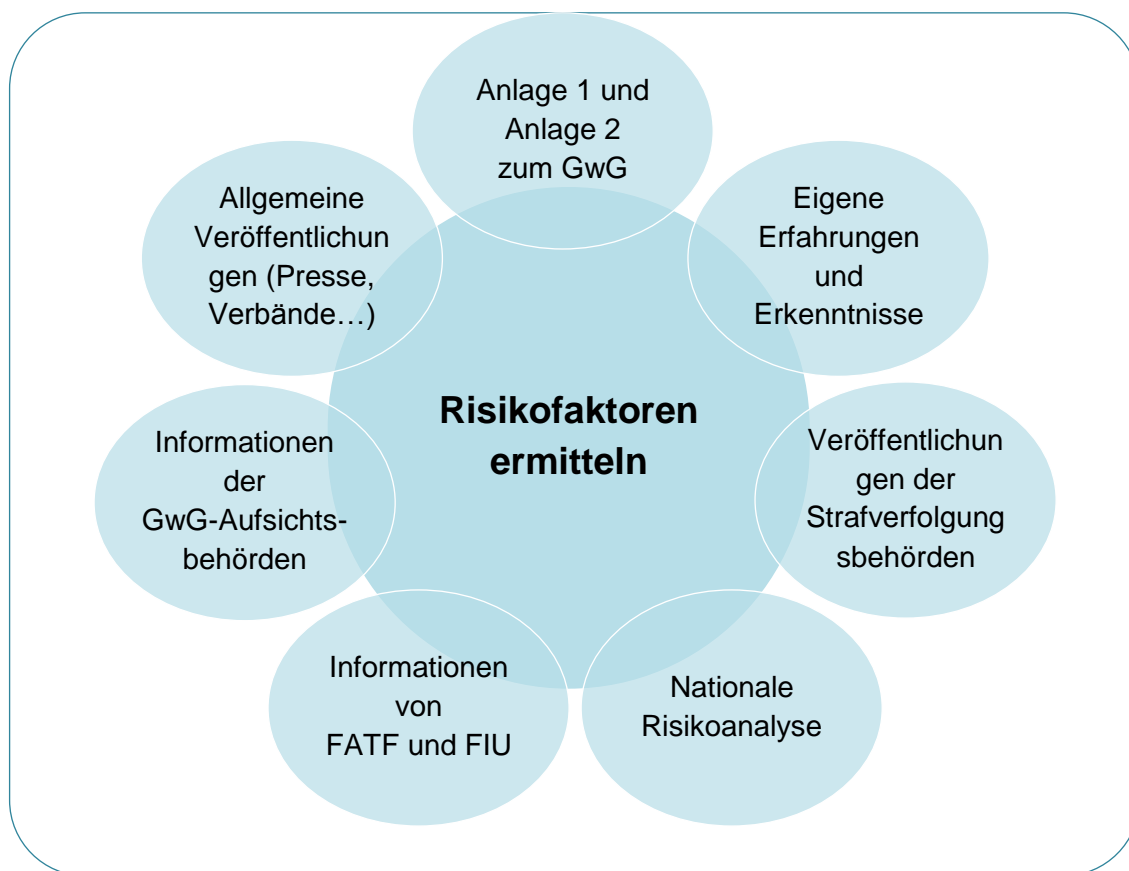 Anlage 1 und
Anlage 2
zum GwG
Eigene
Erfahrungen
und
Erkenntnisse
Veröffentlichun
gen der
Strafverfolgung
sbehörden
Nationale
Risikoanalyse
Informationen
von
FATF und FIU
Informationen
der
GwG-Aufsichts-
behörden
Allgemeine
Veröffentlichun
gen (Presse,
Verbände…)
Risikofaktoren
ermitteln